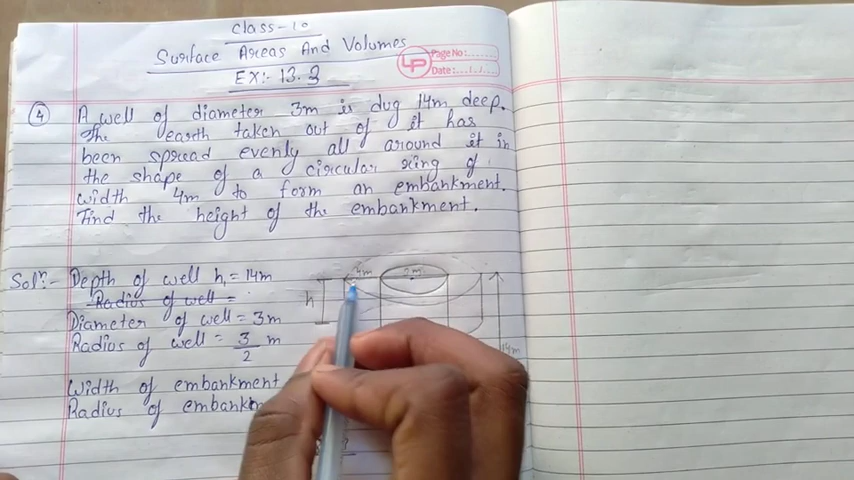 Class-10
Surface Areas And Volumes
EX:- 13.3
LP Page No:.......
Date:..../..../.....
4 A well of diameter 3m is dug 14m deep.
The earth taken out of it has
been spread evenly all around it in
the shape of a circular ring of
width 4m to form an embankment.
Find the height of the embankment.
Solⁿ:- Depth of well h₁ = 14m
Radius of well =
Diameter of well = 3m
Radius of well = 3/2 m
Width of embankment
Radius of embank
4m
3m
h
14m